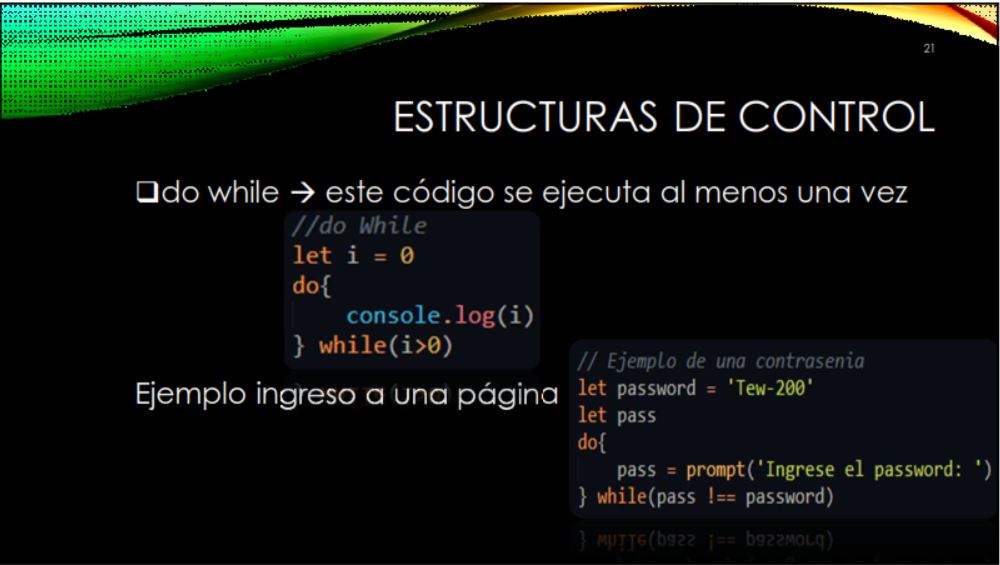 21
ESTRUCTURAS DE CONTROL
❑do while → este código se ejecuta al menos una vez
//do While
let i = 0
do{
    console.log(i)
} while(i>0)
Ejemplo ingreso a una página
// Ejemplo de una contrasenia
let password = 'Tew-200'
let pass
do{
    pass = prompt('Ingrese el password: ')
} while(pass !== password)